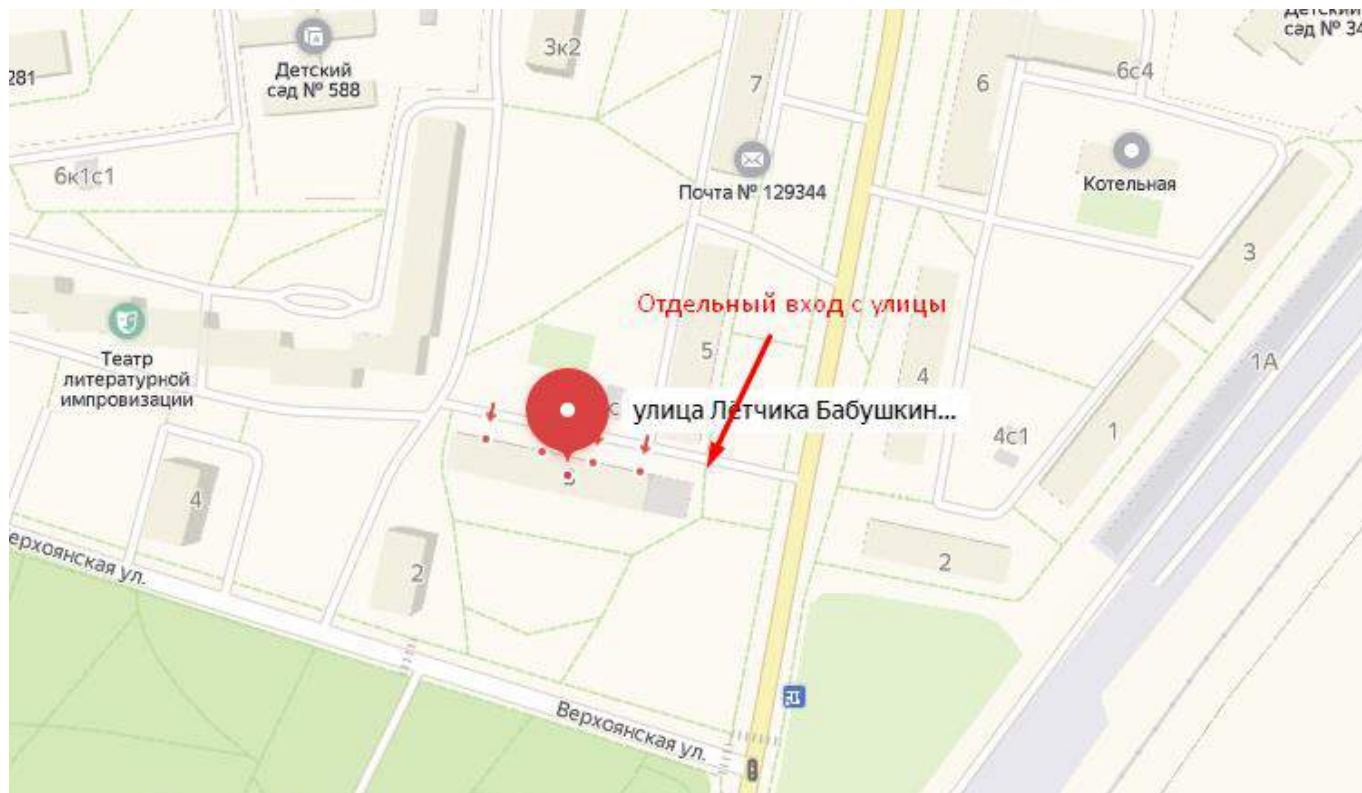 Детский
сад № 34
3к2
Детский
сад № 588
281
7
6
6с4
6к1с1
Почта № 129344
Котельная
3
Отдельный вход с улицы
Театр
литературной
импровизации
5
4
1А
улица Лётчика Бабушкин...
4с1
1
4
2
2
Верхоянская ул.
Верхоянская ул.